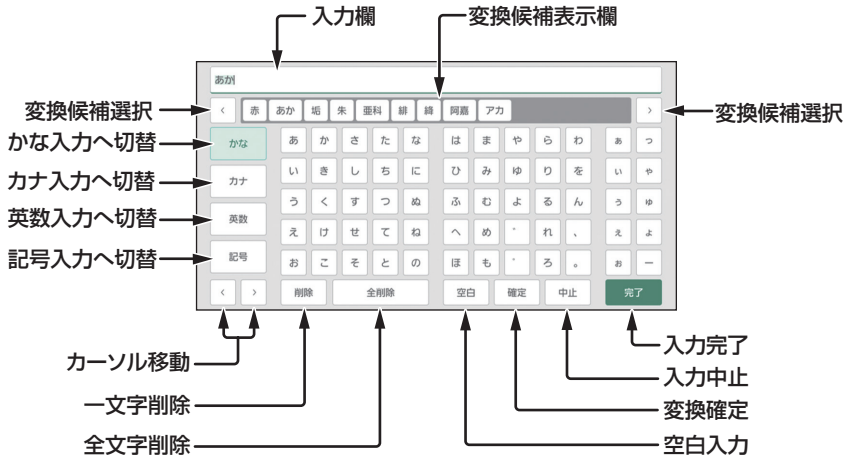 入力欄
変換候補表示欄
あか
変換候補選択
< 赤 あか 垢 朱 亜科 緋 絳 阿嘉 アカ >
変換候補選択
かな入力へ切替
かな あ か さ た な は ま や ら わ ぁ っ
カナ入力へ切替
カナ い き し ち に ひ み ゆ り を ぃ ゃ
英数入力へ切替
英数 う く す つ ぬ ふ む よ る ん ぅ ゅ
え け せ て ね へ め ゛ れ 、 ぇ ょ
記号入力へ切替
記号 お こ そ と の ほ も ゜ ろ 。 ぉ ー
< > 削除 全削除 空白 確定 中止 完了
カーソル移動
入力完了
入力中止
一文字削除
変換確定
全文字削除
空白入力